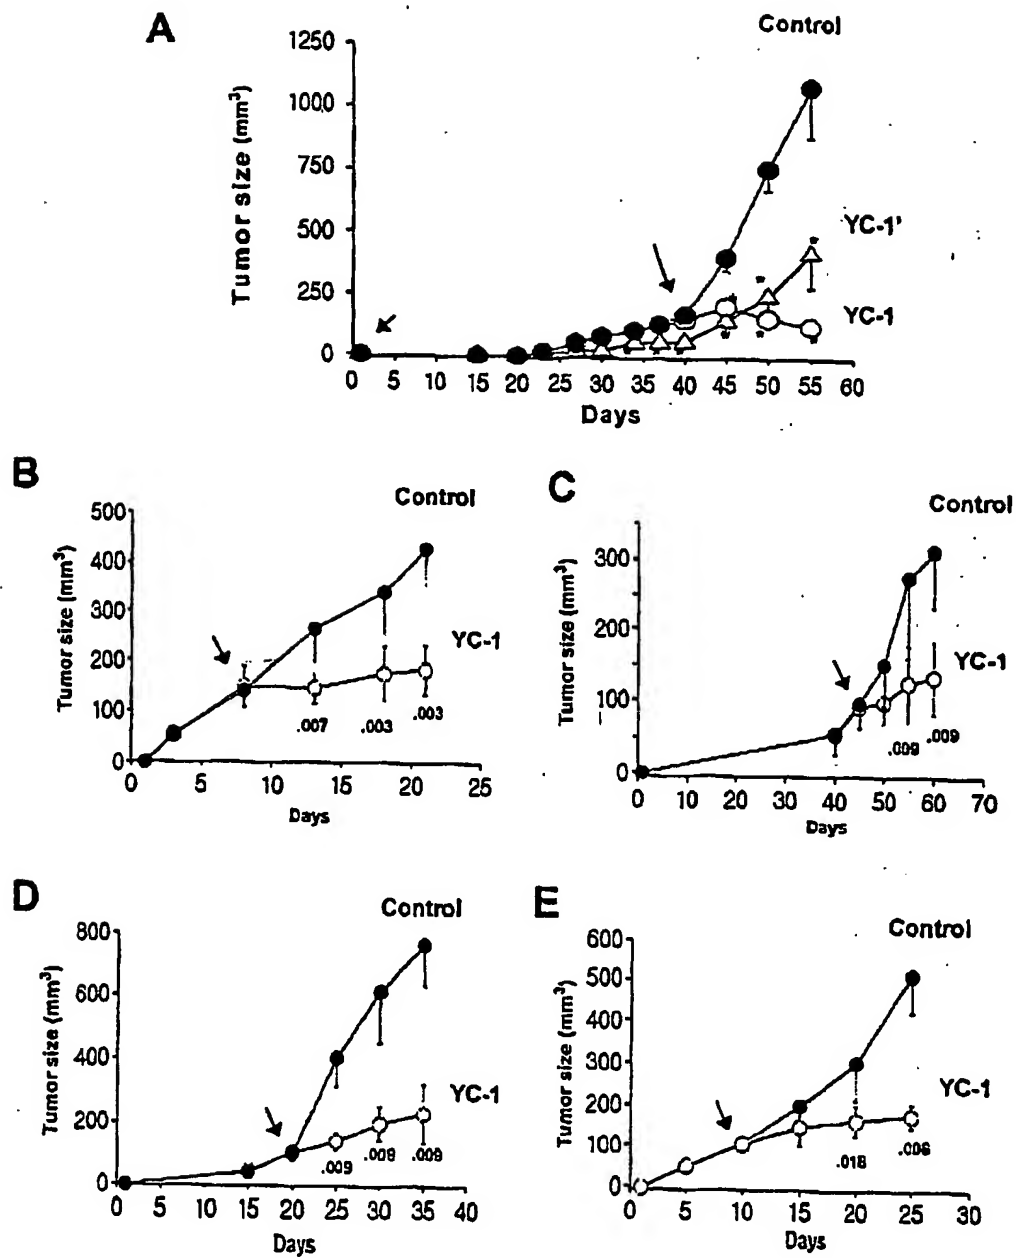 A
Control
1250
1000
750
500
250
0
Tumor size (mm³)
YC-1'
YC-1
* * * * * * * * *
0 5 10 15 20 25 30 35 40 45 50 55 60
Days
B
Control
500
400
300
200
100
0
Tumor size (mm³)
YC-1
.007 .003 .003
0 5 10 15 20 25
Days
C
Control
300
200
100
0
Tumor size (mm³)
YC-1
.009 .009
0 10 20 30 40 50 60 70
Days
D
Control
800
600
400
200
0
Tumor size (mm³)
YC-1
.009 .009 .009
0 5 10 15 20 25 30 35 40
Days
E
Control
600
500
400
300
200
100
0
Tumor size (mm³)
YC-1
.018 .006
0 5 10 15 20 25 30
Days